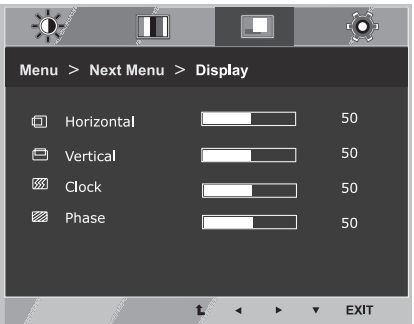 Menu > Next Menu > Display
Horizontal 50
Vertical 50
Clock 50
Phase 50
EXIT